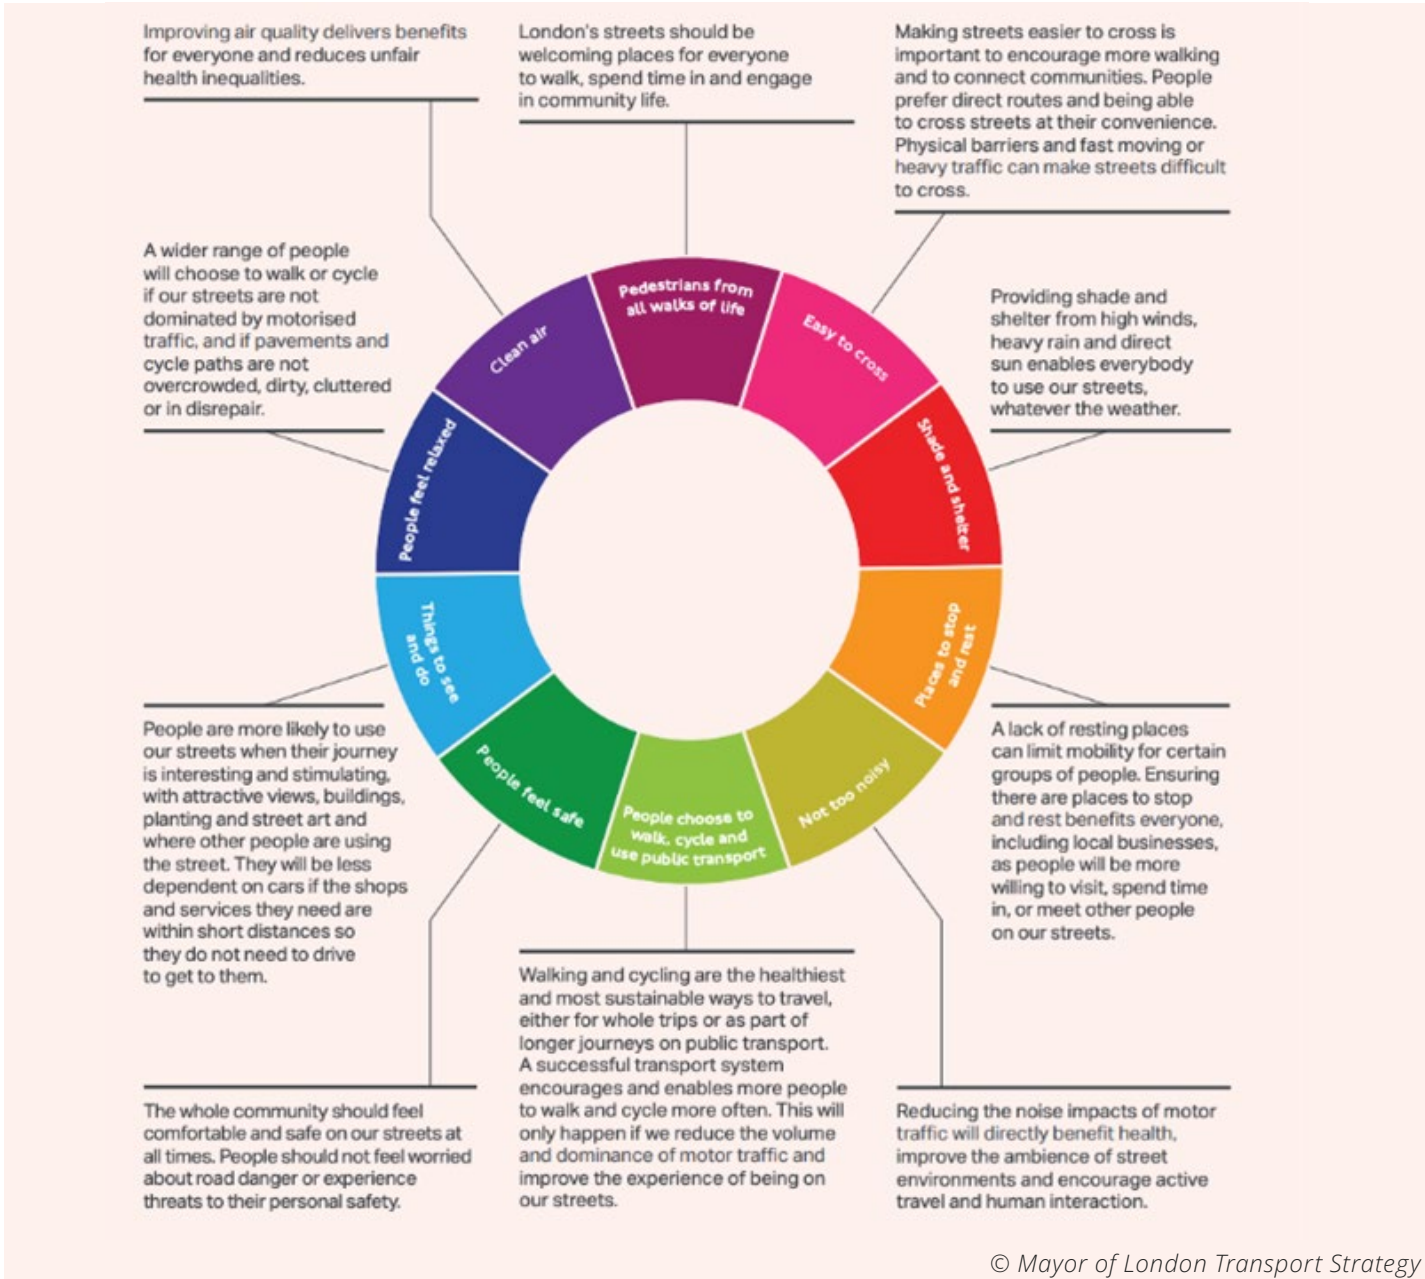 Improving air quality delivers benefits
for everyone and reduces unfair
health inequalities.
London's streets should be
welcoming places for everyone
to walk, spend time in and engage
in community life.
Making streets easier to cross is
important to encourage more walking
and to connect communities. People
prefer direct routes and being able
to cross streets at their convenience.
Physical barriers and fast moving or
heavy traffic can make streets difficult
to cross.
A wider range of people
will choose to walk or cycle
if our streets are not
dominated by motorised
traffic, and if pavements and
cycle paths are not
overcrowded, dirty, cluttered
or in disrepair.
Providing shade and
shelter from high winds,
heavy rain and direct
sun enables everybody
to use our streets,
whatever the weather.
Pedestrians from
all walks of life
Easy to cross
Shade and shelter
Places to stop
and rest
Not too noisy
People choose to
walk, cycle and
use public transport
People feel safe
Things to see
and do
People feel relaxed
Clean air
People are more likely to use
our streets when their journey
is interesting and stimulating,
with attractive views, buildings,
planting and street art and
where other people are using
the street. They will be less
dependent on cars if the shops
and services they need are
within short distances so
they do not need to drive
to get to them.
A lack of resting places
can limit mobility for certain
groups of people. Ensuring
there are places to stop
and rest benefits everyone,
including local businesses,
as people will be more
willing to visit, spend time
in, or meet other people
on our streets.
The whole community should feel
comfortable and safe on our streets at
all times. People should not feel worried
about road danger or experience
threats to their personal safety.
Walking and cycling are the healthiest
and most sustainable ways to travel,
either for whole trips or as part of
longer journeys on public transport.
A successful transport system
encourages and enables more people
to walk and cycle more often. This will
only happen if we reduce the volume
and dominance of motor traffic and
improve the experience of being on
our streets.
Reducing the noise impacts of motor
traffic will directly benefit health,
improve the ambience of street
environments and encourage active
travel and human interaction.
© Mayor of London Transport Strategy